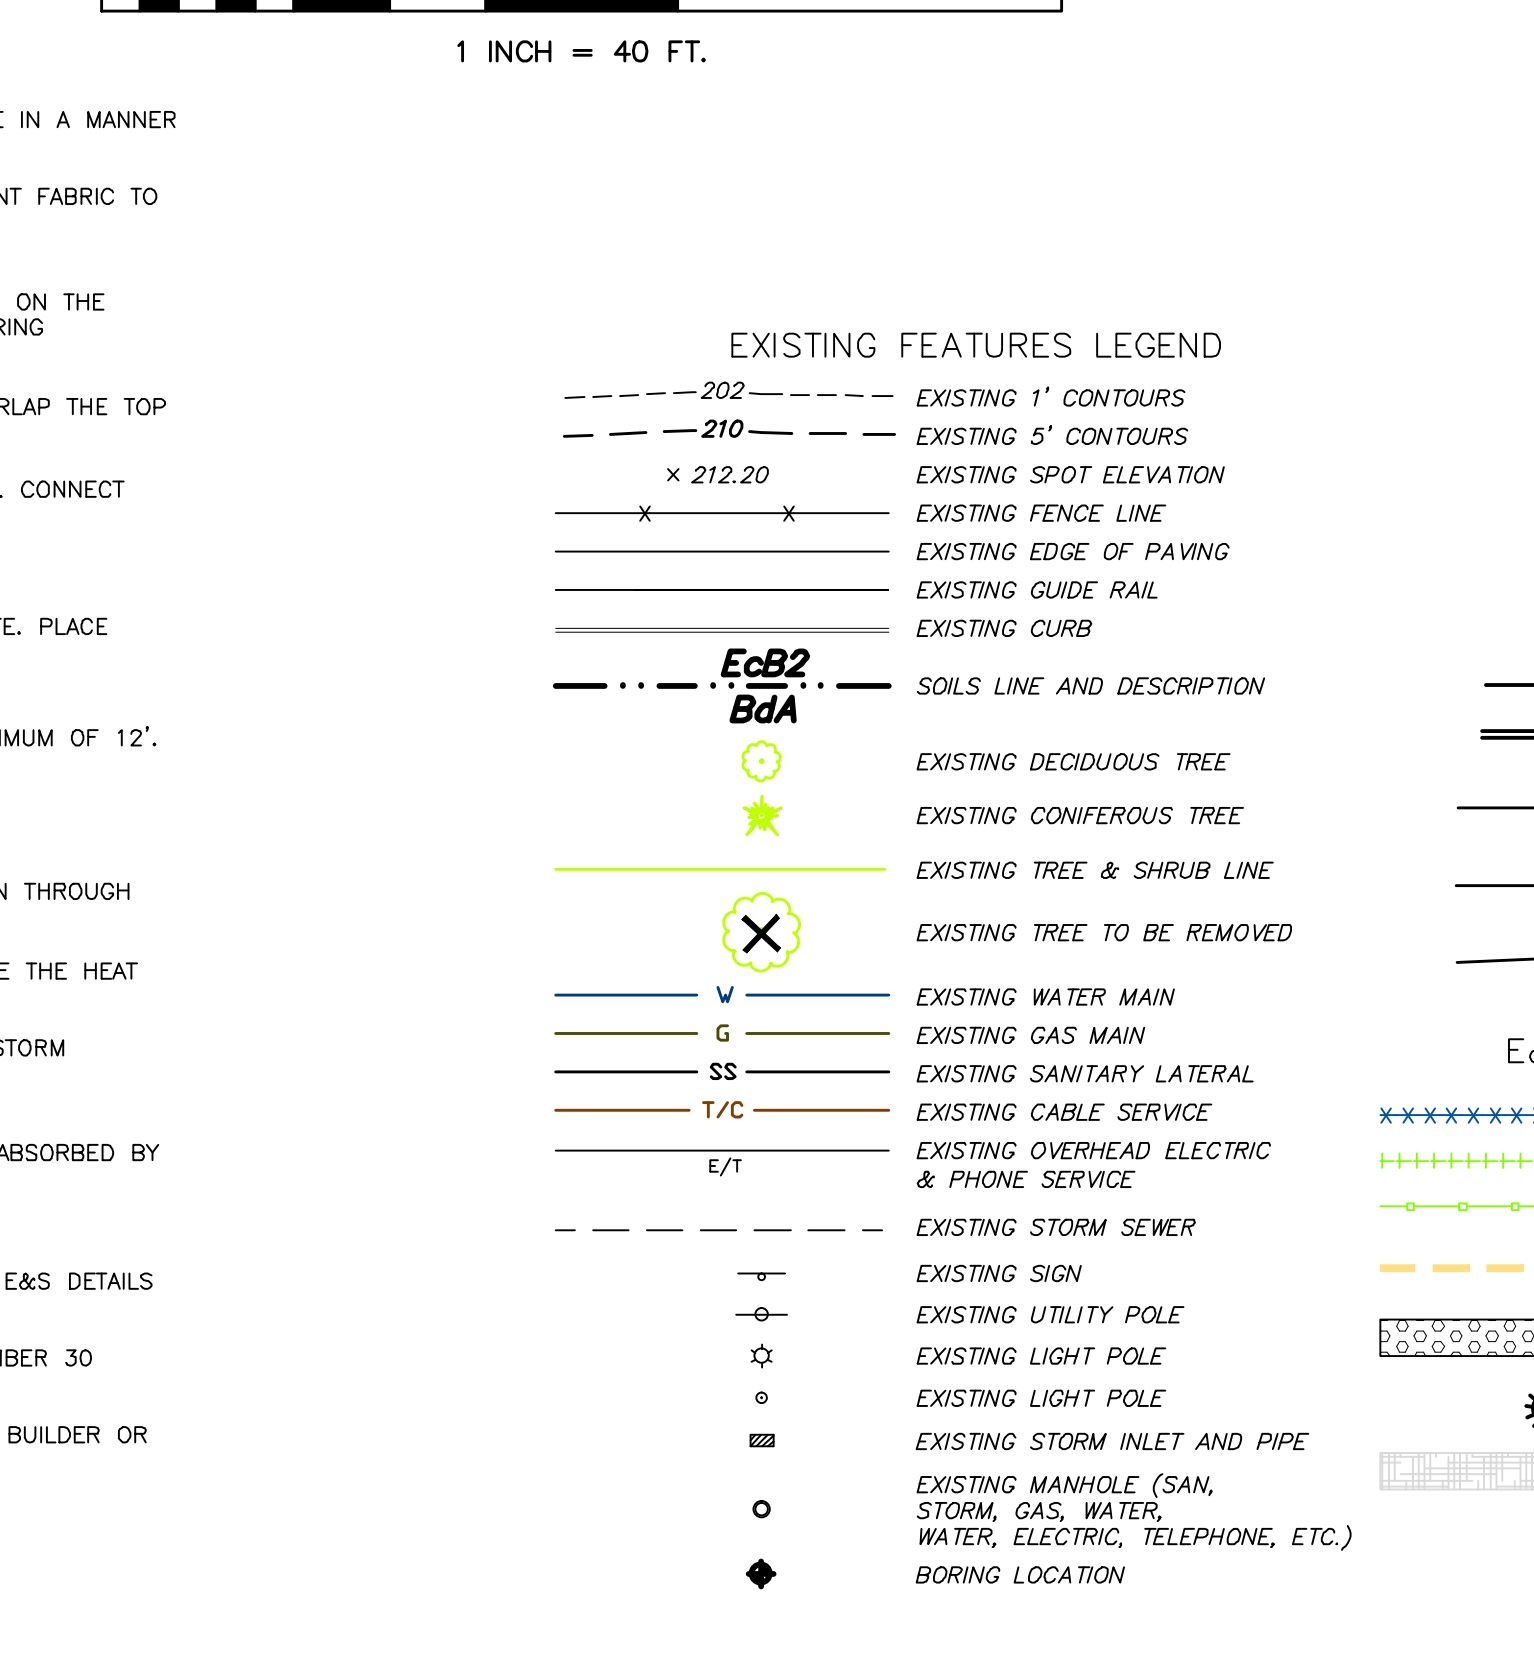 1 INCH = 40 FT.
IN A MANNER
FABRIC TO
ON THE
TOP
CONNECT
PLACE
OF 12'.
THROUGH
THE HEAT
STORM
ABSORBED BY
E&S DETAILS
30
BUILDER OR
EXISTING FEATURES LEGEND
202 EXISTING 1' CONTOURS
210 EXISTING 5' CONTOURS
× 212.20 EXISTING SPOT ELEVATION
EXISTING FENCE LINE
EXISTING EDGE OF PAVING
EXISTING GUIDE RAIL
EXISTING CURB
EcB2
BdA
SOILS LINE AND DESCRIPTION
EXISTING DECIDUOUS TREE
EXISTING CONIFEROUS TREE
EXISTING TREE & SHRUB LINE
EXISTING TREE TO BE REMOVED
W EXISTING WATER MAIN
G EXISTING GAS MAIN
SS EXISTING SANITARY LATERAL
T/C EXISTING CABLE SERVICE
E/T
EXISTING OVERHEAD ELECTRIC
& PHONE SERVICE
EXISTING STORM SEWER
EXISTING SIGN
EXISTING UTILITY POLE
EXISTING LIGHT POLE
EXISTING LIGHT POLE
EXISTING STORM INLET AND PIPE
EXISTING MANHOLE (SAN,
STORM, GAS, WATER,
WATER, ELECTRIC, TELEPHONE, ETC.)
BORING LOCATION